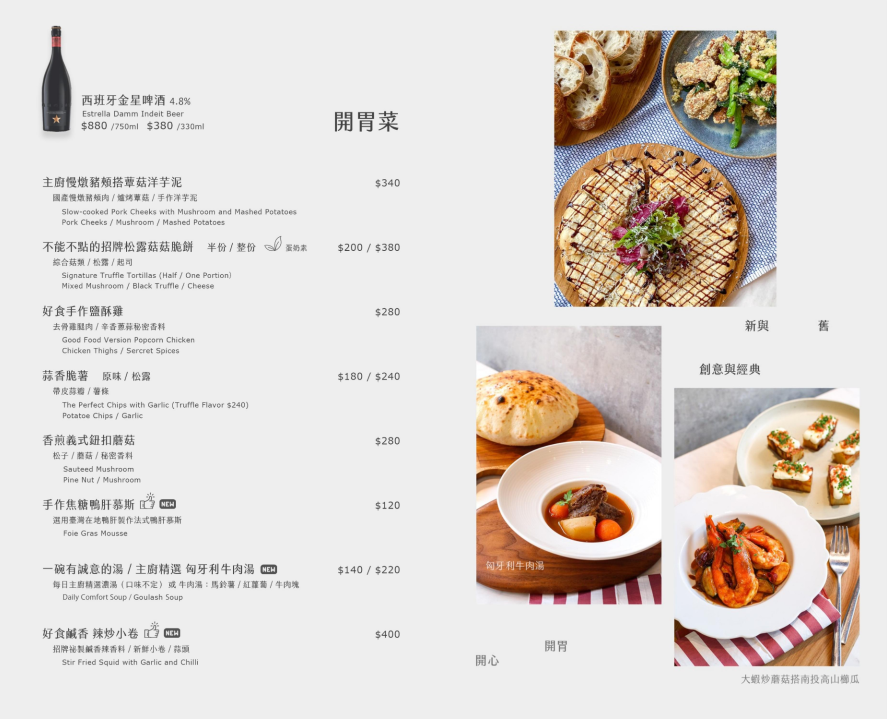 西班牙金星啤酒 4.8%
Estrella Damm Indeit Beer
$880 /750ml $380 /330ml
開胃菜
主廚慢燉豬頰搭蕈菇洋芋泥 $340
國產慢燉豬頰肉 / 爐烤蕈菇 / 手作洋芋泥
Slow-cooked Pork Cheeks with Mushroom and Mashed Potatoes
Pork Cheeks / Mushroom / Mashed Potatoes
不能不點的招牌松露菇菇脆餅 半份 / 整份 蛋奶素 $200 / $380
綜合菇類 / 松露 / 起司
Signature Truffle Tortillas (Half / One Portion)
Mixed Mushroom / Black Truffle / Cheese
好食手作鹽酥雞 $280
去骨雞腿肉 / 辛香蔥蒜秘密香料
Good Food Version Popcorn Chicken
Chicken Thighs / Sercret Spices
蒜香脆薯 原味 / 松露 $180 / $240
帶皮蒜瓣 / 薯條
The Perfect Chips with Garlic (Truffle Flavor $240)
Potatoe Chips / Garlic
香煎義式鈕扣蘑菇 $280
松子 / 蘑菇 / 秘密香料
Sauteed Mushroom
Pine Nut / Mushroom
手作焦糖鴨肝慕斯 NEW $120
選用臺灣在地鴨肝製作法式鴨肝慕斯
Foie Gras Mousse
一碗有誠意的湯 / 主廚精選 匈牙利牛肉湯 NEW $140 / $220
每日主廚精選濃湯（口味不定） 或 牛肉湯：馬鈴薯 / 紅蘿蔔 / 牛肉塊
Daily Comfort Soup / Goulash Soup
好食鹹香 辣炒小卷 NEW $400
招牌祕製鹹香辣香料 / 新鮮小卷 / 蒜頭
Stir Fried Squid with Garlic and Chilli
新與 舊
創意與經典
匈牙利牛肉湯
開胃
開心
大蝦炒蘑菇搭南投高山櫛瓜